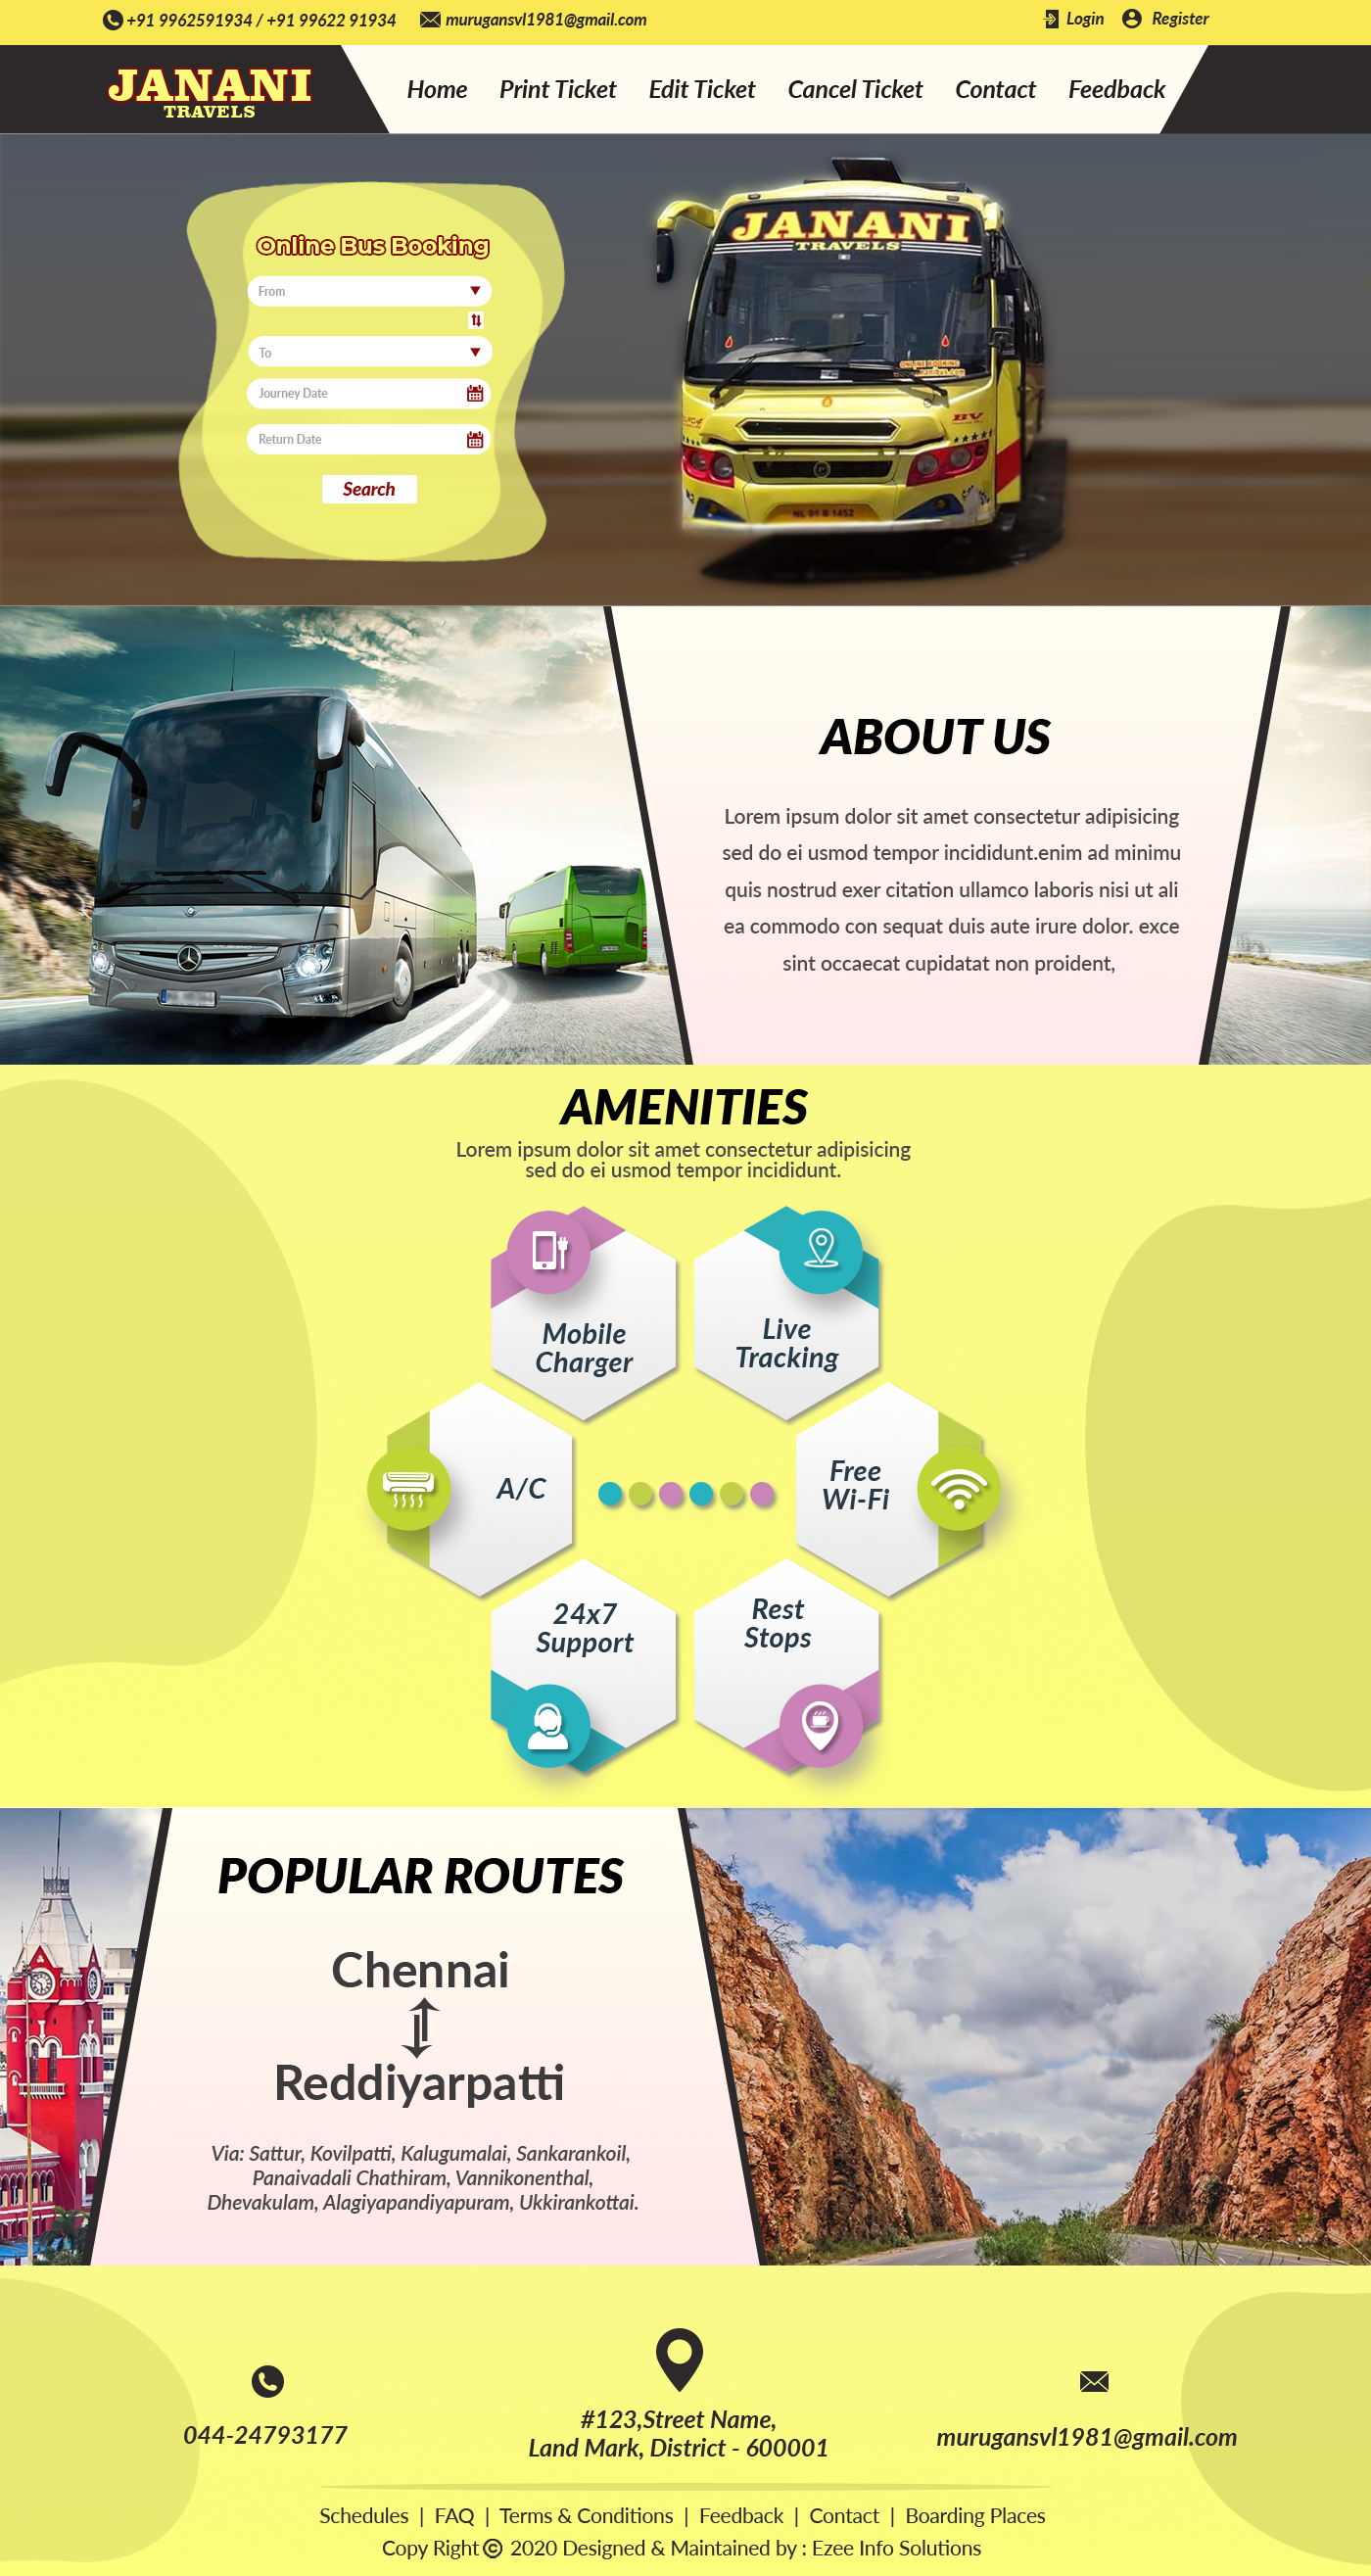 +91 9962591934 / +91 99622 91934 murugansvl1981@gmail.com Login Register
JANANI
TRAVELS
Home Print Ticket Edit Ticket Cancel Ticket Contact Feedback
Online Bus Booking
From
To
Journey Date
Return Date
Search
JANANI
TRAVELS
ONLINE BOOKING
BV
NL 01 B 1452
ABOUT US
Lorem ipsum dolor sit amet consectetur adipisicing
sed do ei usmod tempor incididunt.enim ad minimu
quis nostrud exer citation ullamco laboris nisi ut ali
ea commodo con sequat duis aute irure dolor. exce
sint occaecat cupidatat non proident,
AMENITIES
Lorem ipsum dolor sit amet consectetur adipisicing
sed do ei usmod tempor incididunt.
Mobile
Charger
Live
Tracking
A/C
Free
Wi-Fi
24x7
Support
Rest
Stops
POPULAR ROUTES
Chennai
Reddiyarpatti
Via: Sattur, Kovilpatti, Kalugumalai, Sankarankoil,
Panaivadali Chathiram, Vannikonenthal,
Dhevakulam, Alagiyapandiyapuram, Ukkirankottai.
044-24793177
#123,Street Name,
Land Mark, District - 600001
murugansvl1981@gmail.com
Schedules | FAQ | Terms & Conditions | Feedback | Contact | Boarding Places
Copy Right © 2020 Designed & Maintained by : Ezee Info Solutions